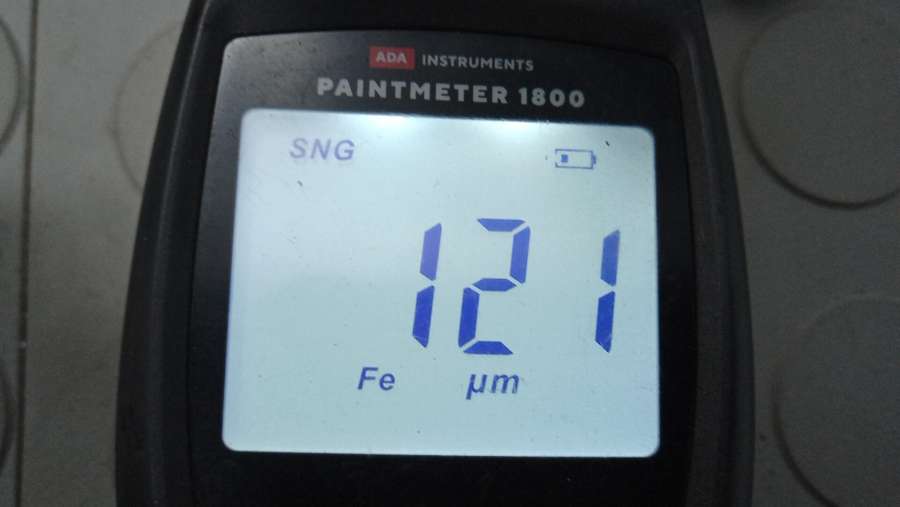 ADA INSTRUMENTS
PAINTMETER 1800
SNG
121
Fe μm